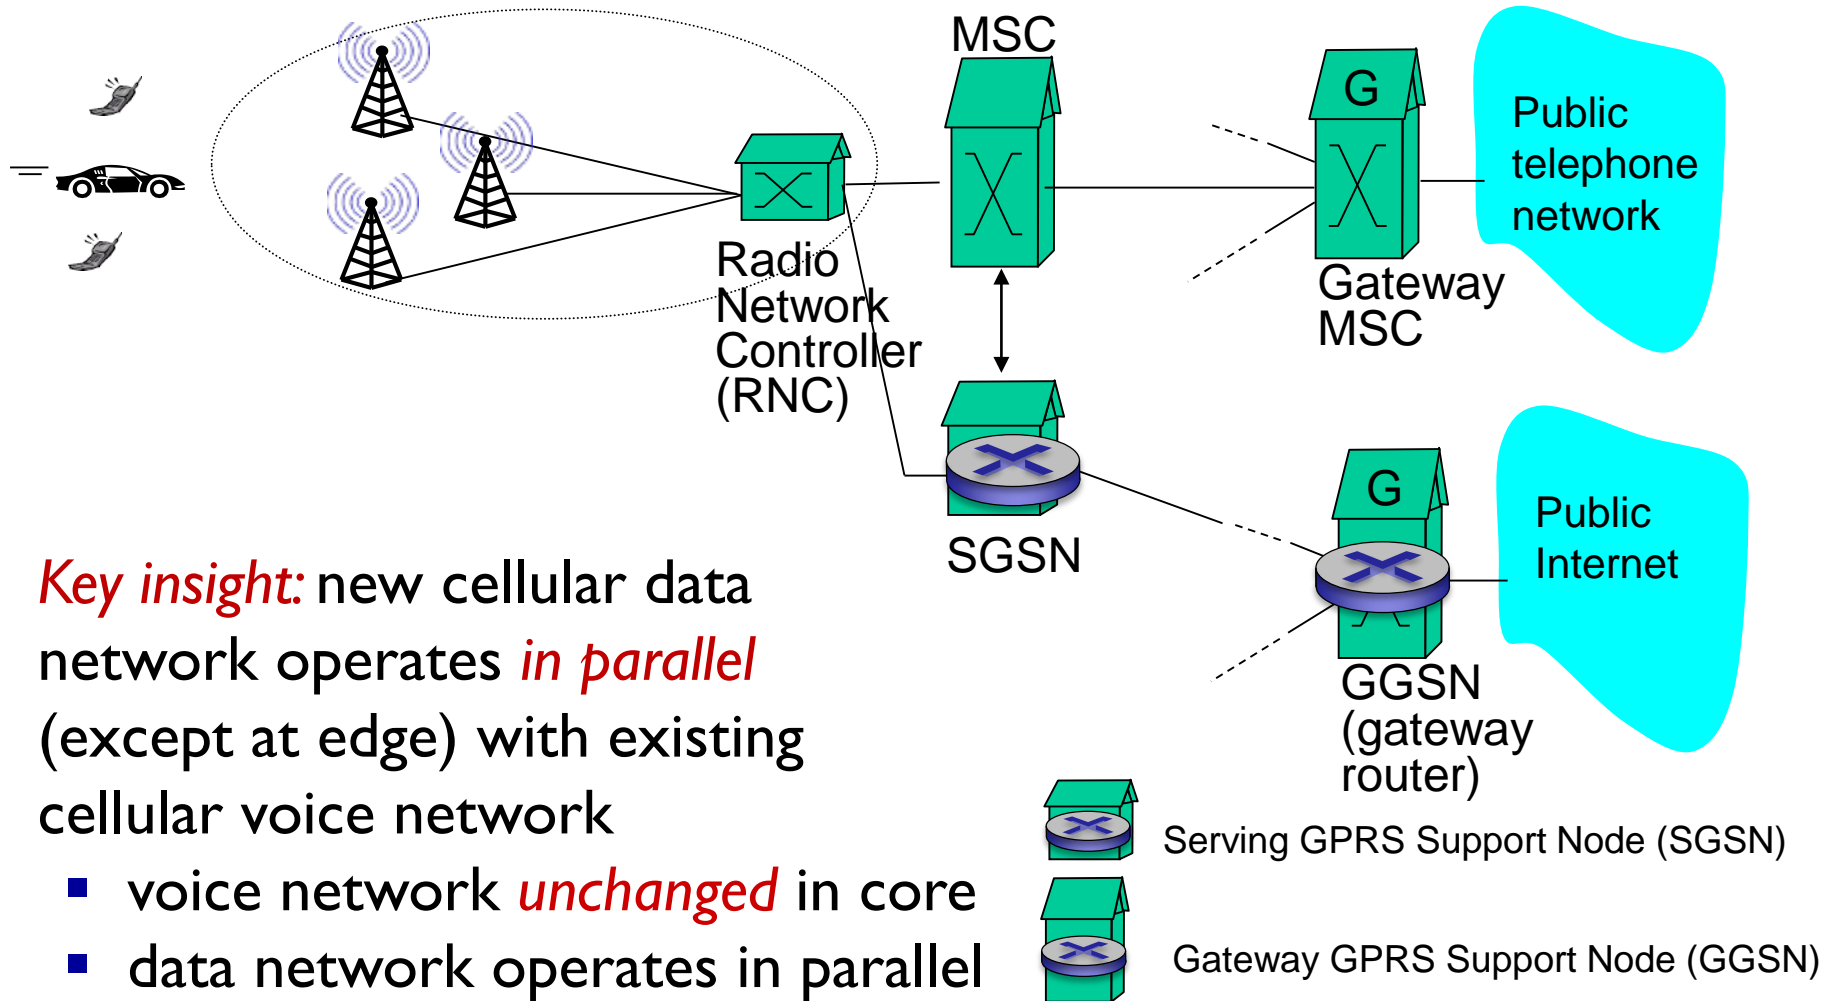 MSC
G
Public
telephone
network
Radio
Network
Controller
(RNC)
Gateway
MSC
SGSN
G
Public
Internet
GGSN
(gateway
router)
Key insight: new cellular data
network operates in parallel
(except at edge) with existing
cellular voice network
▪ voice network unchanged in core
▪ data network operates in parallel
Serving GPRS Support Node (SGSN)
Gateway GPRS Support Node (GGSN)